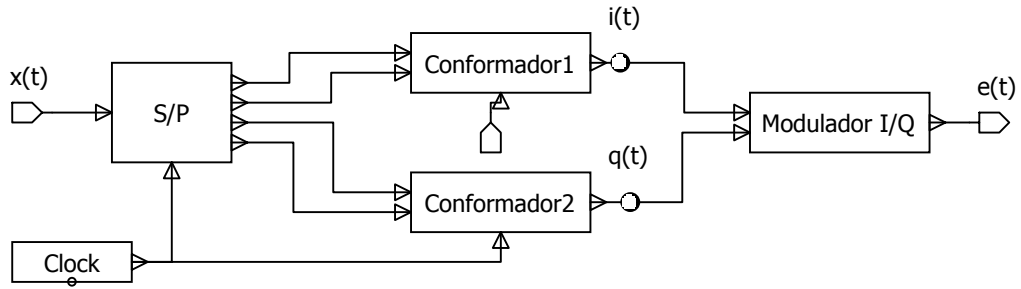 i(t)
Conformador1
x(t)
S/P
e(t)
Modulador I/Q
q(t)
Conformador2
Clock